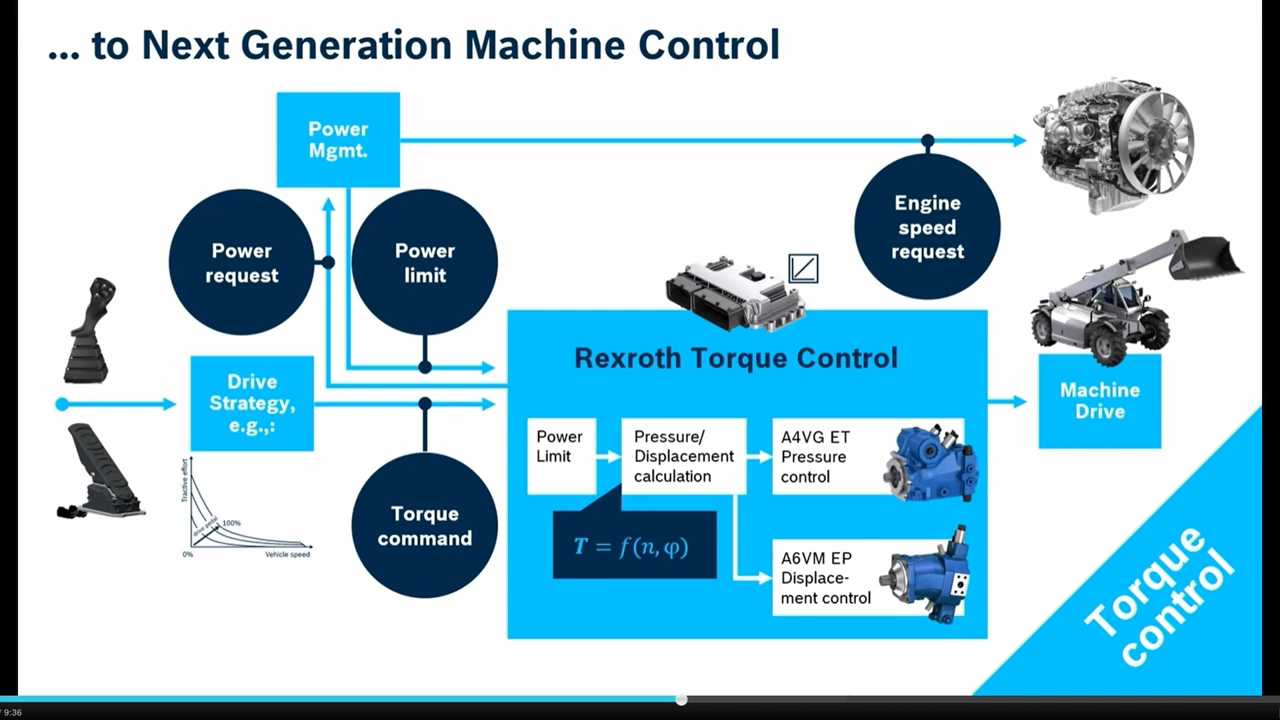 ... to Next Generation Machine Control
Power
Mgmt.
Power
request
Power
limit
Engine
speed
request
Drive
Strategy,
e.g.,:
Rexroth Torque Control
Machine
Drive
Power
Limit
Pressure/
Displacement
calculation
A4VG ET
Pressure
control
T = f(n, φ)
A6VM EP
Displace-
ment control
Torque
command
Tractive effort
drive pedal
100%
0%
Vehicle speed
Torque
control
/ 9:36